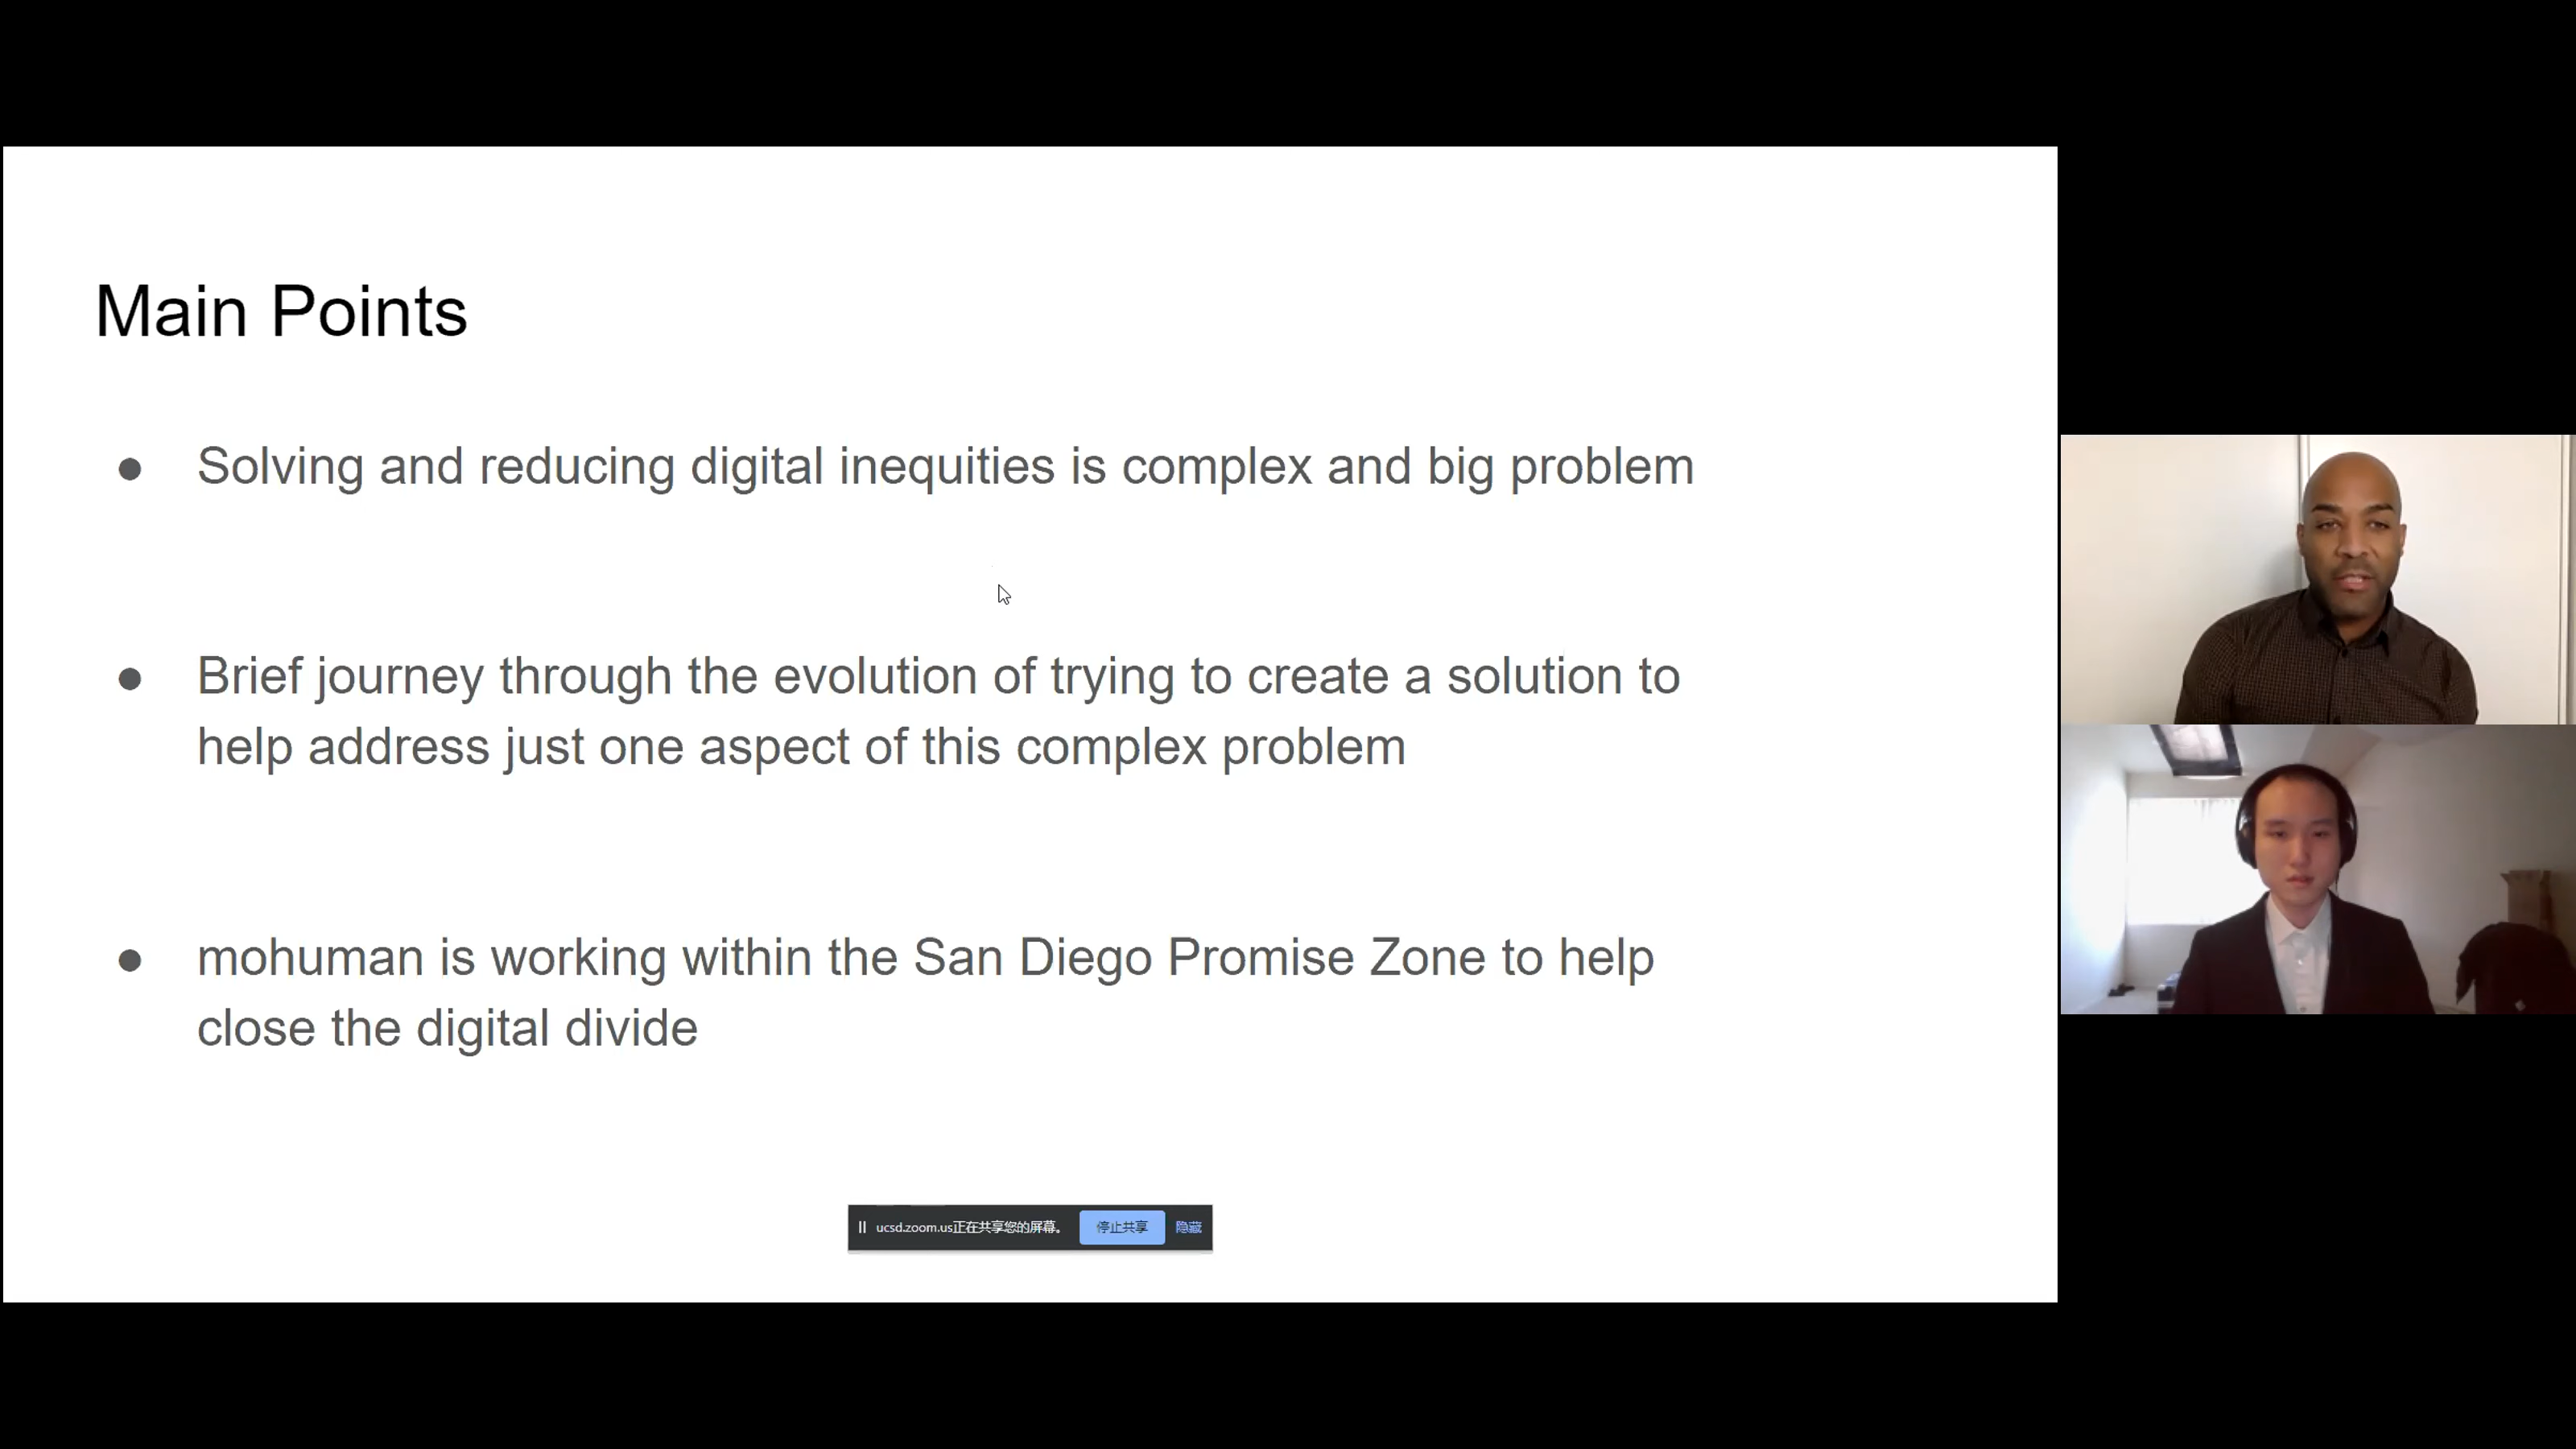 Main Points
● Solving and reducing digital inequities is complex and big problem
● Brief journey through the evolution of trying to create a solution to
help address just one aspect of this complex problem
● mohuman is working within the San Diego Promise Zone to help
close the digital divide
ucsd.zoom.us正在共享您的屏幕。 停止共享 隐藏